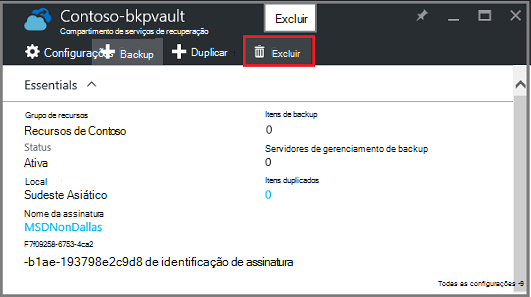 Contoso-bkpvault
Compartimento de serviços de recuperação
Excluir
Configurações
Backup
Duplicar
Excluir
Essentials
Grupo de recursos
Recursos de Contoso
Status
Ativa
Local
Sudeste Asiático
Nome da assinatura
MSDNonDallas
F7f09258-6753-4ca2
-b1ae-193798e2c9d8 de identificação de assinatura
Itens de backup
0
Servidores de gerenciamento de backup
0
Itens duplicados
0
Todas as configurações